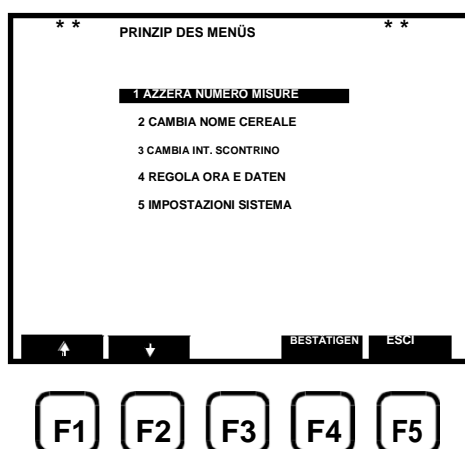 * * PRINZIP DES MENÜS * *
1 AZZERA NUMERO MISURE
2 CAMBIA NOME CEREALE
3 CAMBIA INT. SCONTRINO
4 REGOLA ORA E DATEN
5 IMPOSTAZIONI SISTEMA
BESTÄTIGEN ESCI
F1 F2 F3 F4 F5